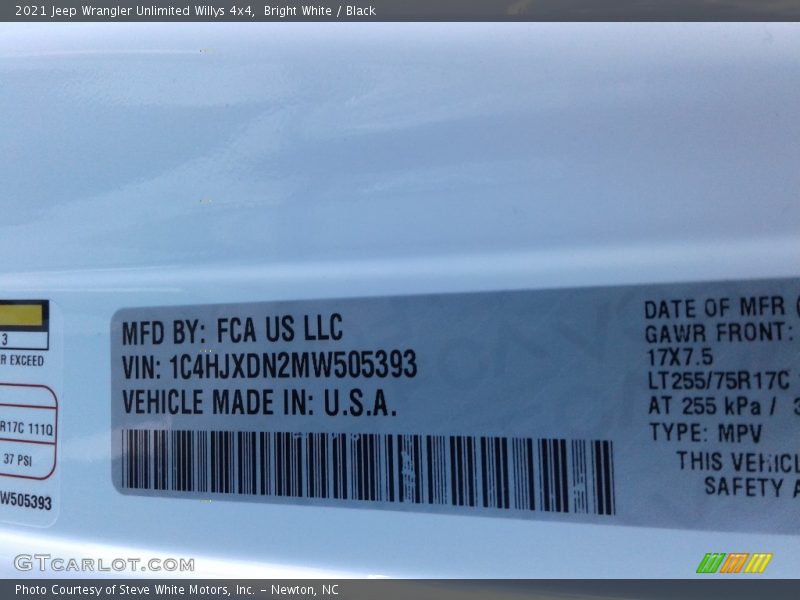 2021 Jeep Wrangler Unlimited Willys 4x4, Bright White / Black
3
R EXCEED
R17C 111Q
37 PSI
W505393
MFD BY: FCA US LLC
VIN: 1C4HJXDN2MW505393
VEHICLE MADE IN: U.S.A.
DATE OF MFR (
GAWR FRONT:
17X7.5
LT255/75R17C
AT 255 kPa / 3
TYPE: MPV
THIS VEHICL
SAFETY A
GTCARLOT.COM
Photo Courtesy of Steve White Motors, Inc. – Newton, NC